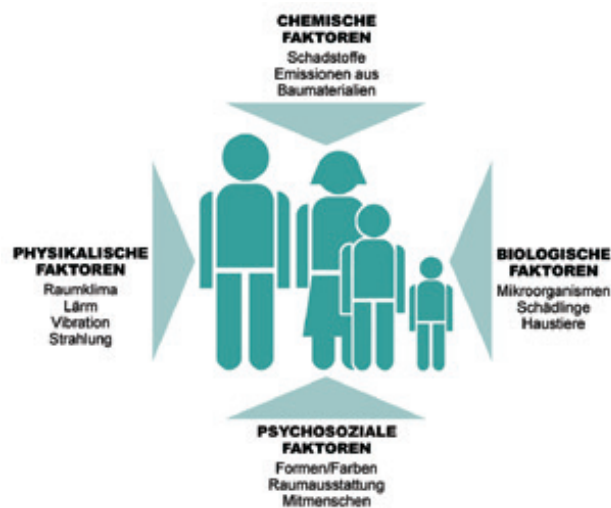 CHEMISCHE
FAKTOREN
Schadstoffe
Emissionen aus
Baumaterialien
PHYSIKALISCHE
FAKTOREN
Raumklima
Lärm
Vibration
Strahlung
BIOLOGISCHE
FAKTOREN
Mikroorganismen
Schädlinge
Haustiere
PSYCHOSOZIALE
FAKTOREN
Formen/Farben
Raumausstattung
Mitmenschen